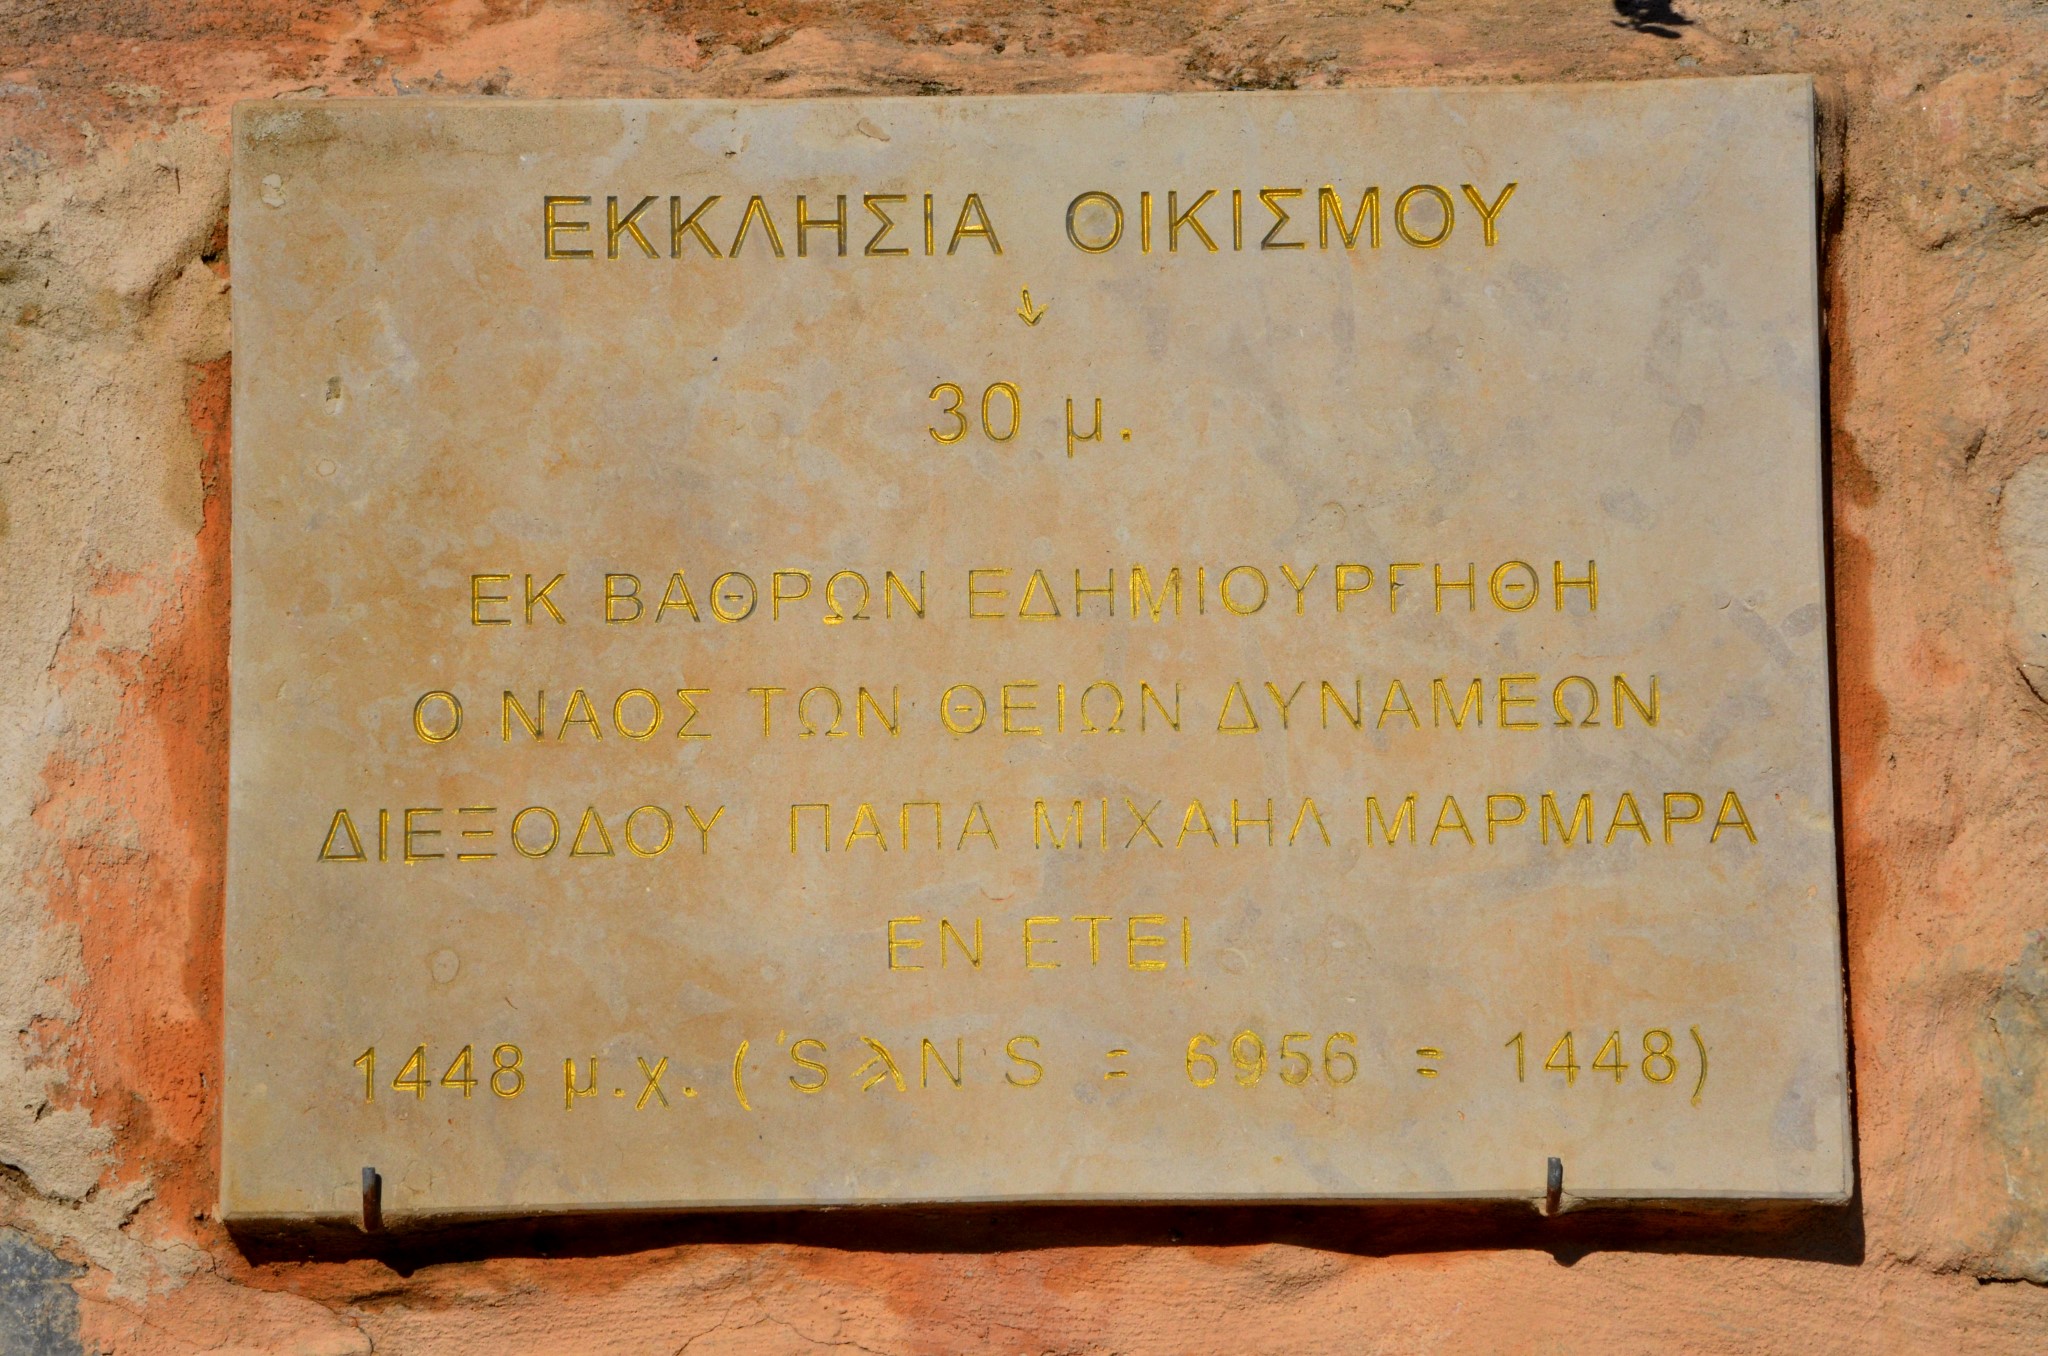 ΕΚΚΛΗΣΙΑ ΟΙΚΙΣΜΟΥ
↓
30 μ.
ΕΚ ΒΑΘΡΩΝ ΕΔΗΜΙΟΥΡΓΗΘΗ
Ο ΝΑΟΣ ΤΩΝ ΘΕΙΩΝ ΔΥΝΑΜΕΩΝ
ΔΙΕΞΟΔΟΥ ΠΑΠΑ ΜΙΧΑΗΛ ΜΑΡΜΑΡΑ
ΕΝ ΕΤΕΙ
1448 μ.χ. ( ʹS ϡ Ν S = 6956 = 1448)